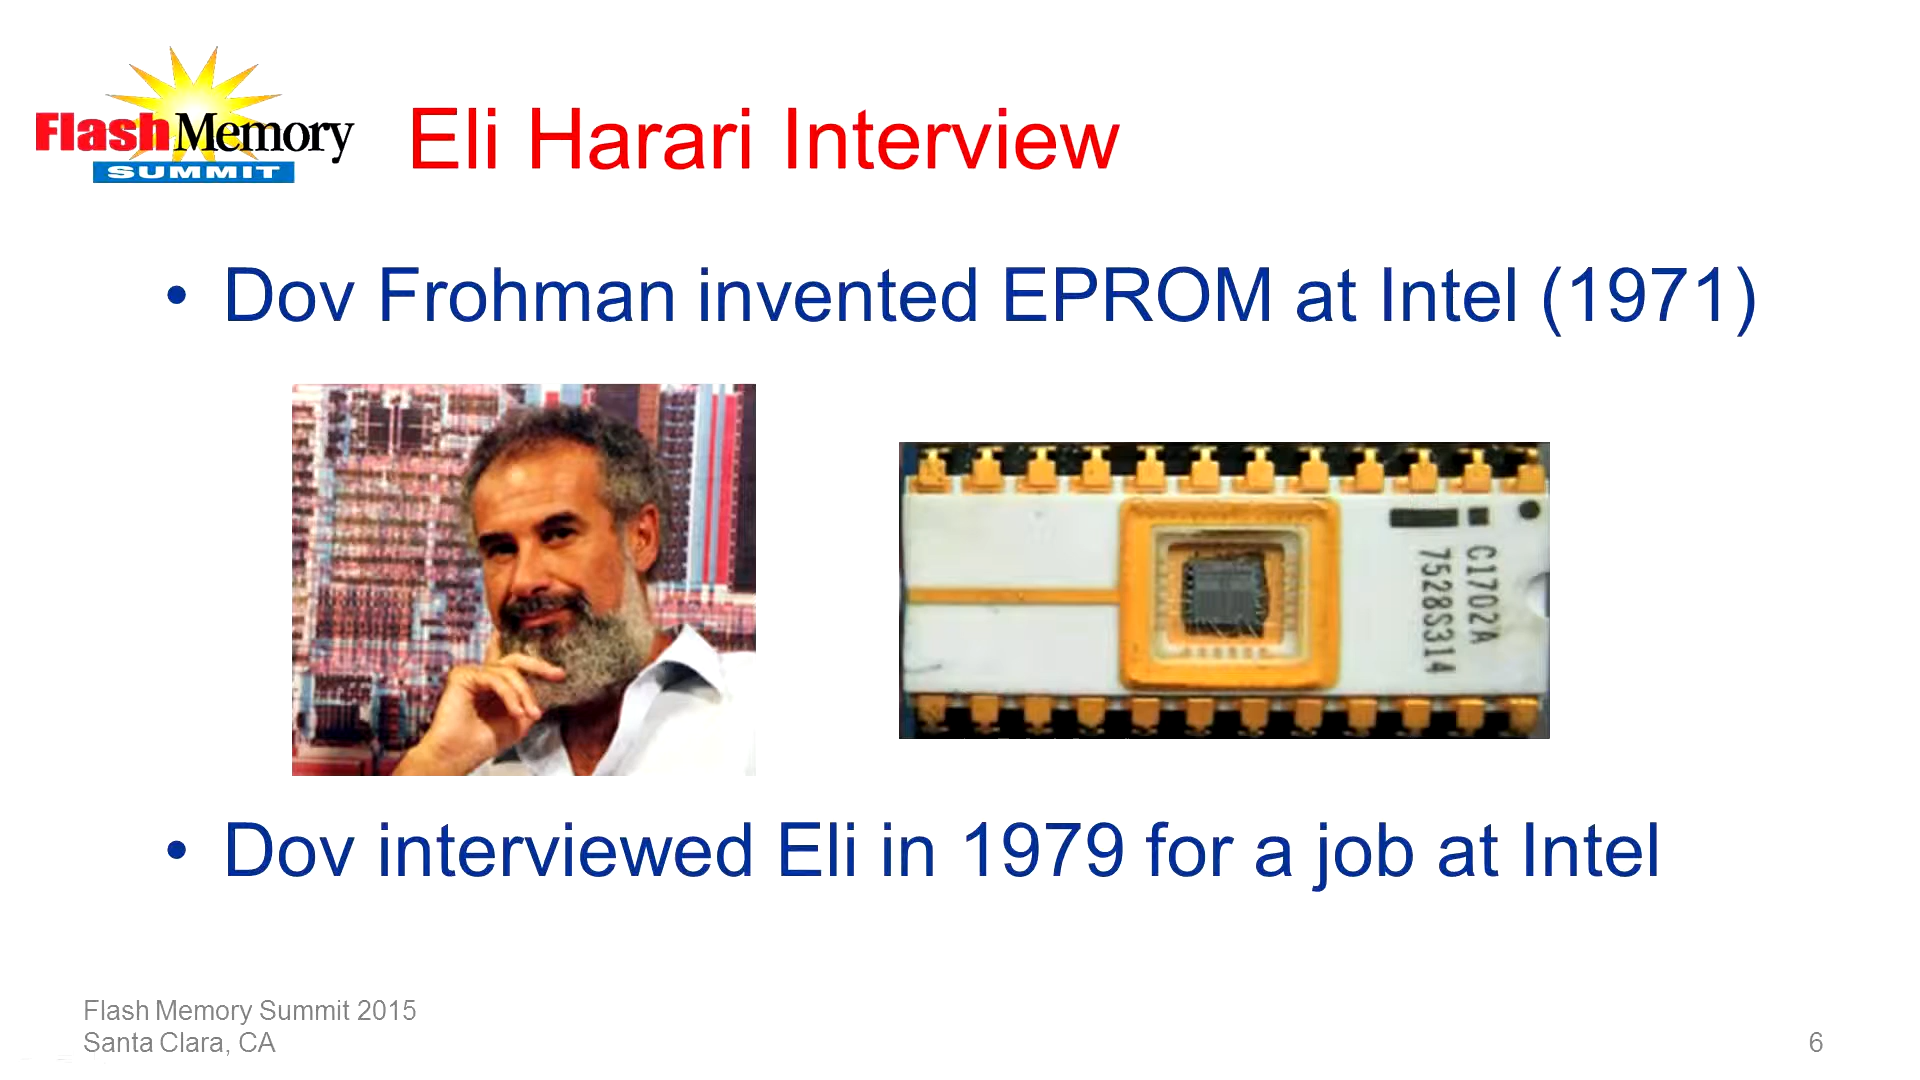 Flash Memory
SUMMIT
Eli Harari Interview
• Dov Frohman invented EPROM at Intel (1971)
C1702A
7528S314
• Dov interviewed Eli in 1979 for a job at Intel
Flash Memory Summit 2015
Santa Clara, CA
6